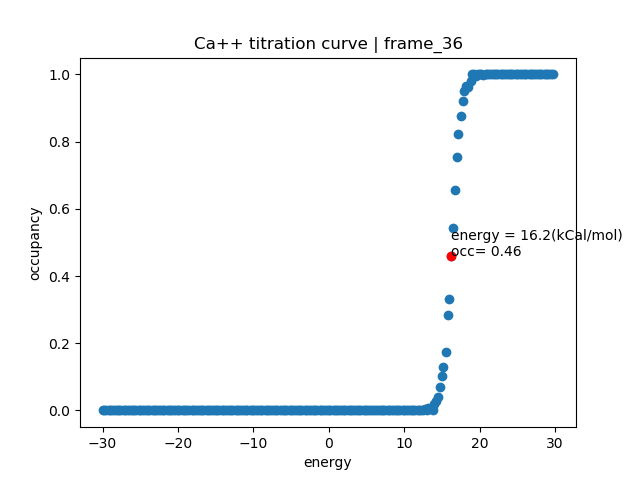 Ca++ titration curve | frame_36
1.0
0.8
0.6
0.4
0.2
0.0
occupancy
energy = 16.2(kCal/mol)
occ= 0.46
−30
−20
−10
0
10
20
30
energy